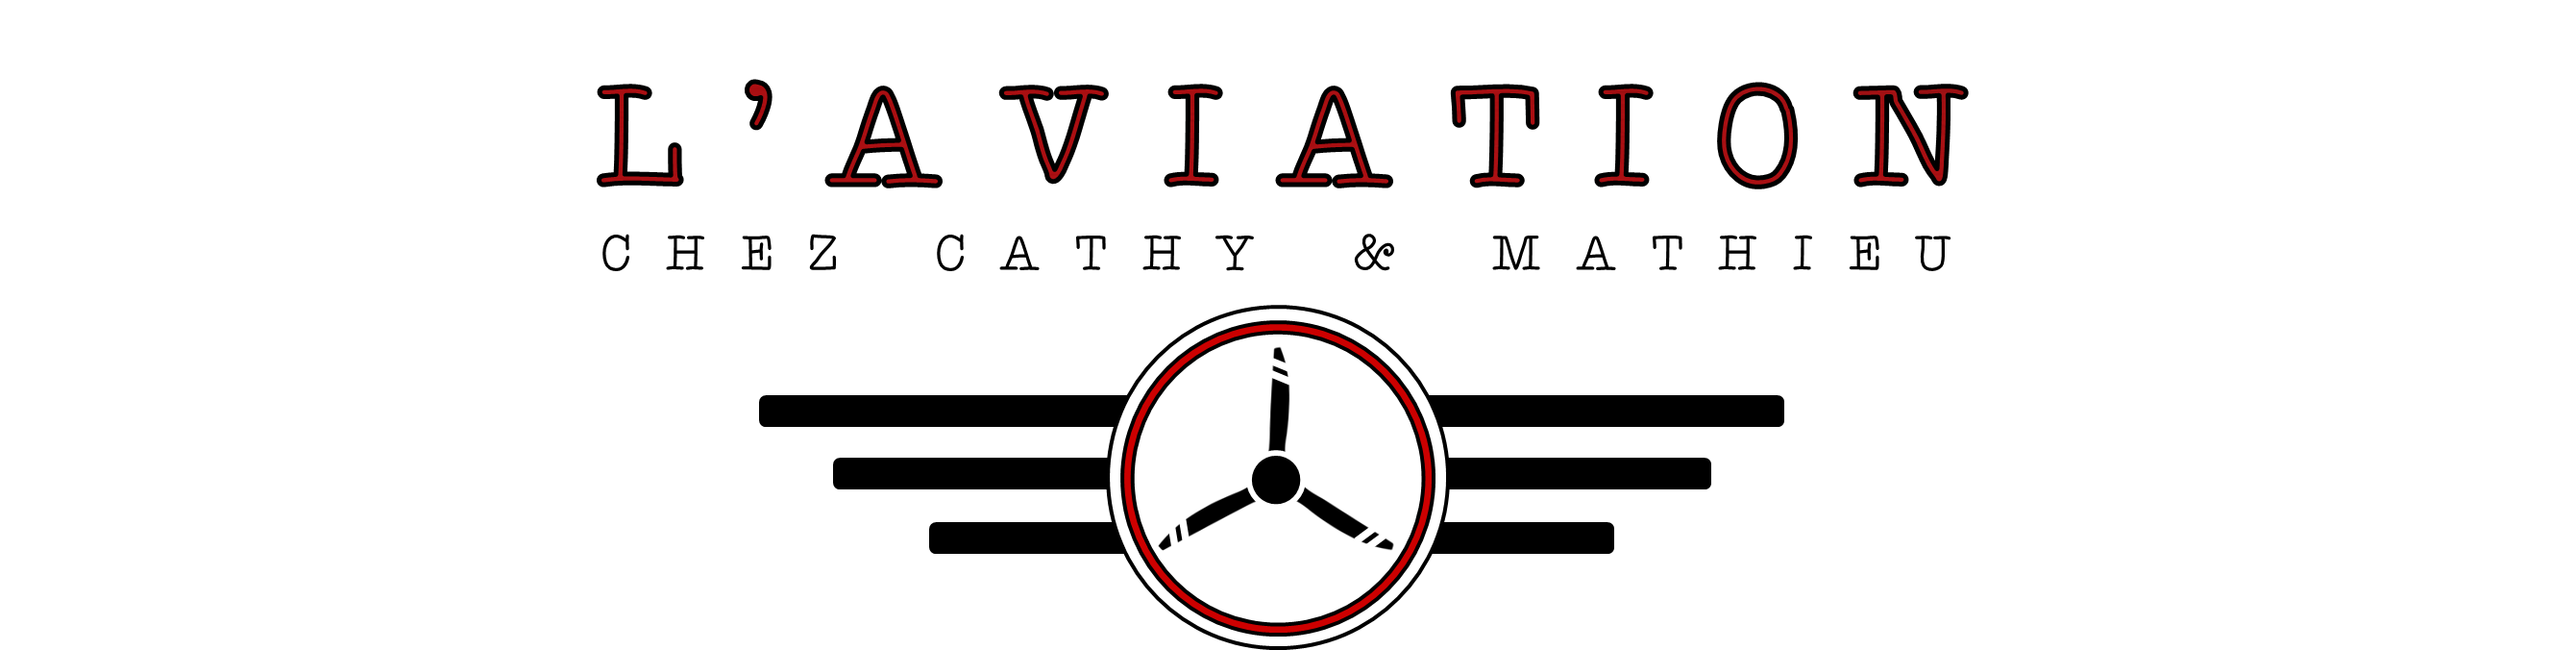 L’AVIATION
CHEZ CATHY & MATHIEU